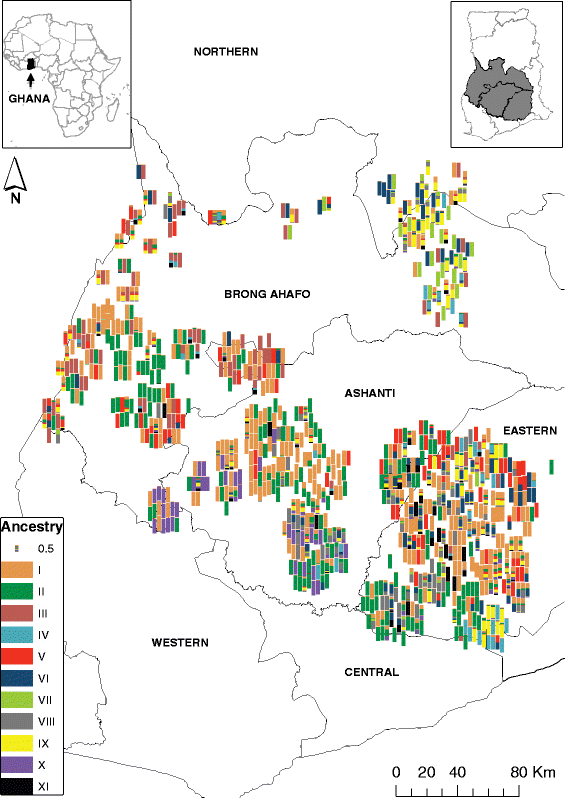 NORTHERN
GHANA
N
BRONG AHAFO
ASHANTI
EASTERN
Ancestry
0.5
I
II
III
IV
V
VI
VII
VIII
IX
X
XI
WESTERN
CENTRAL
0 20 40 80 Km